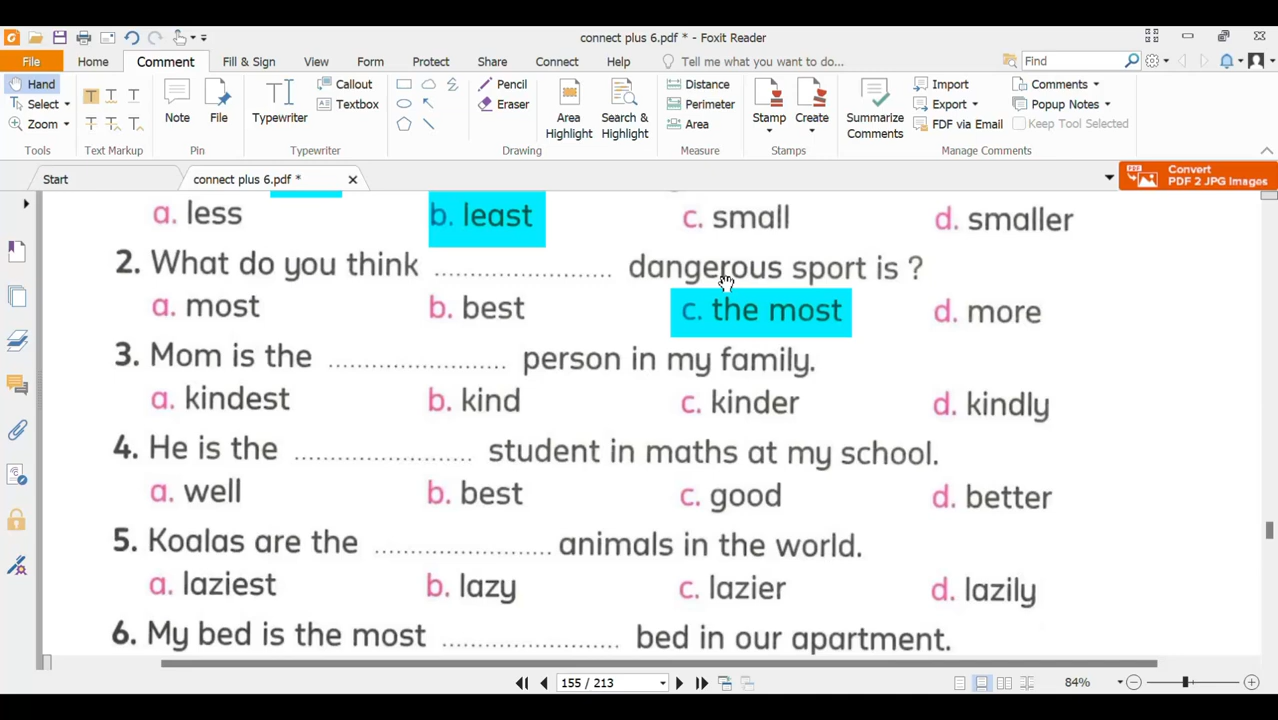 connect plus 6.pdf * - Foxit Reader
File Home Comment Fill & Sign View Form Protect Share Connect Help Tell me what you want to do... Find
Hand Select Zoom Tools
T T T T T T Text Markup
Note File Pin
Typewriter Callout Textbox Typewriter
Pencil Eraser Area Highlight Search & Highlight Drawing
Distance Perimeter Area Measure
Stamp Create Stamps
Summarize Comments Import Export FDF via Email Comments Popup Notes Keep Tool Selected Manage Comments
Start connect plus 6.pdf * Convert PDF 2 JPG Images
a. less b. least c. small d. smaller
2. What do you think .............................. dangerous sport is ?
a. most b. best c. the most d. more
3. Mom is the .............................. person in my family.
a. kindest b. kind c. kinder d. kindly
4. He is the .............................. student in maths at my school.
a. well b. best c. good d. better
5. Koalas are the .............................. animals in the world.
a. laziest b. lazy c. lazier d. lazily
6. My bed is the most .............................. bed in our apartment.
155 / 213 84%